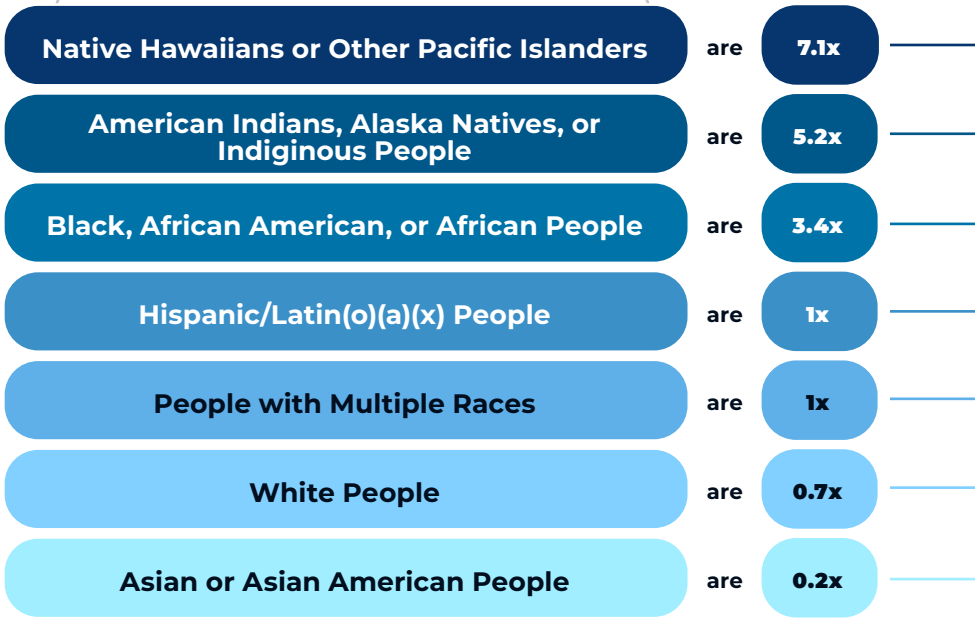 Native Hawaiians or Other Pacific Islanders are 7.1x
American Indians, Alaska Natives, or
Indiginous People are 5.2x
Black, African American, or African People are 3.4x
Hispanic/Latin(o)(a)(x) People are 1x
People with Multiple Races are 1x
White People are 0.7x
Asian or Asian American People are 0.2x